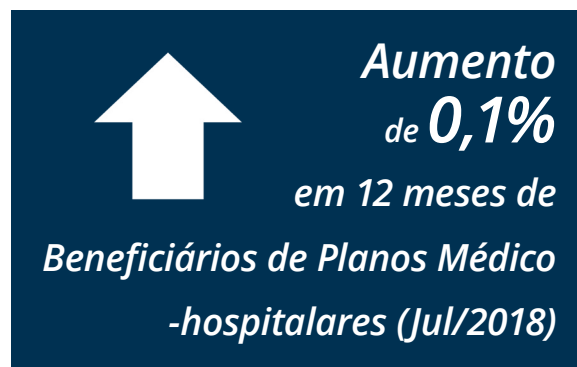 Aumento
de 0,1%
em 12 meses de
Beneficiários de Planos Médico
-hospitalares (Jul/2018)